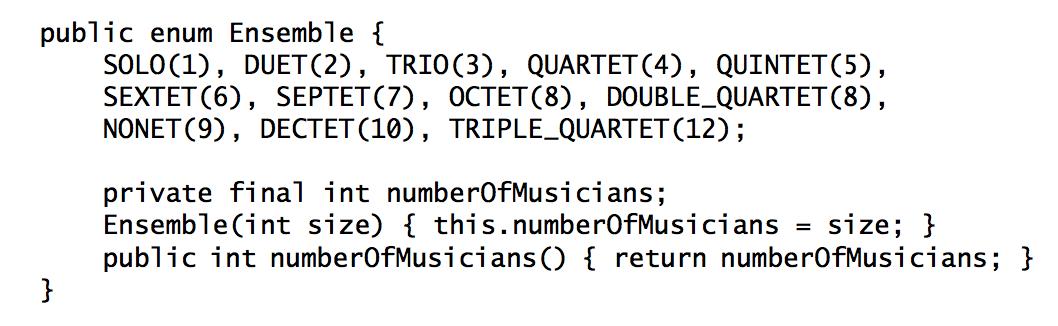 public enum Ensemble {
    SOLO(1), DUET(2), TRIO(3), QUARTET(4), QUINTET(5),
    SEXTET(6), SEPTET(7), OCTET(8), DOUBLE_QUARTET(8),
    NONET(9), DECTET(10), TRIPLE_QUARTET(12);

    private final int numberOfMusicians;
    Ensemble(int size) { this.numberOfMusicians = size; }
    public int numberOfMusicians() { return numberOfMusicians; }
}